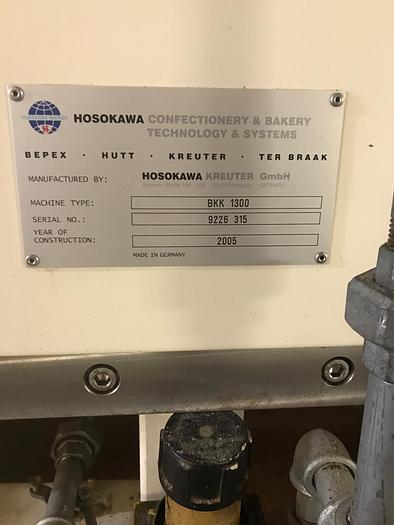 HOSOKAWA CONFECTIONERY & BAKERY
TECHNOLOGY & SYSTEMS
BEPEX · HUTT · KREUTER · TER BRAAK
MANUFACTURED BY: HOSOKAWA KREUTER GmbH
GERMANY
MACHINE TYPE: BKK 1300
SERIAL NO.: 9226 315
YEAR OF
CONSTRUCTION: 2005
MADE IN GERMANY